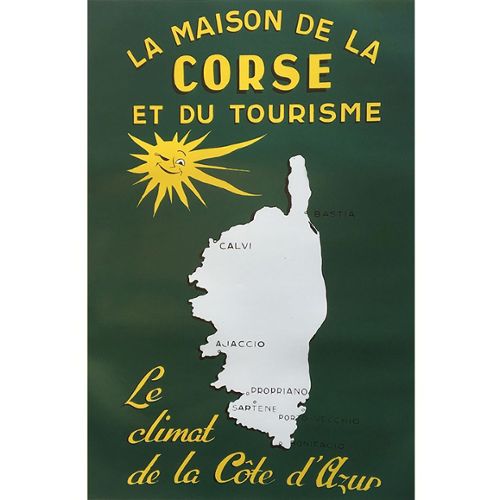 LA MAISON DE LA
CORSE
ET DU TOURISME
BASTIA
CALVI
AJACCIO
PROPRIANO
SARTENE
PORTO-VECCHIO
BONIFACIO
Le
climat
de la Côte d'Azur